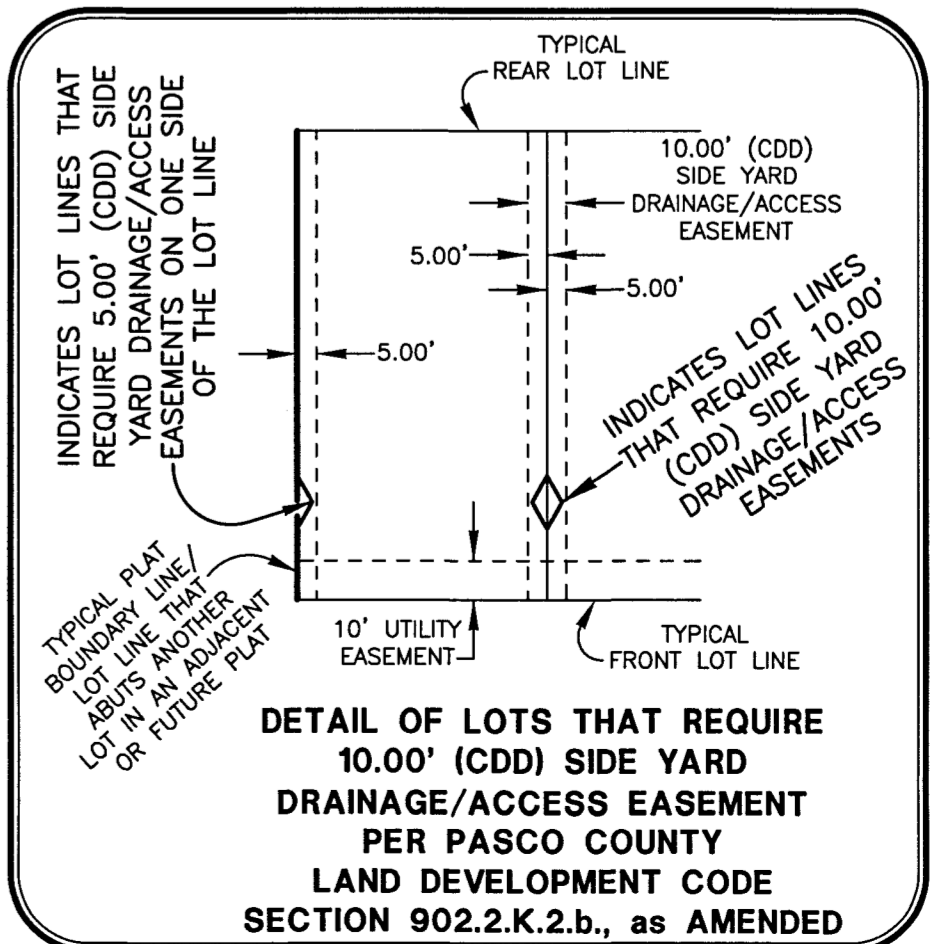 TYPICAL
REAR LOT LINE
INDICATES LOT LINES THAT
REQUIRE 5.00' (CDD) SIDE
YARD DRAINAGE/ACCESS
EASEMENTS ON ONE SIDE
OF THE LOT LINE
10.00' (CDD)
SIDE YARD
DRAINAGE/ACCESS
EASEMENT
5.00'
5.00'
5.00'
INDICATES LOT LINES
THAT REQUIRE 10.00'
(CDD) SIDE YARD
DRAINAGE/ACCESS
EASEMENTS
TYPICAL PLAT
BOUNDARY LINE/
LOT LINE THAT
ABUTS ANOTHER
LOT IN AN ADJACENT
OR FUTURE PLAT
10' UTILITY
EASEMENT
TYPICAL
FRONT LOT LINE
DETAIL OF LOTS THAT REQUIRE
10.00' (CDD) SIDE YARD
DRAINAGE/ACCESS EASEMENT
PER PASCO COUNTY
LAND DEVELOPMENT CODE
SECTION 902.2.K.2.b., as AMENDED